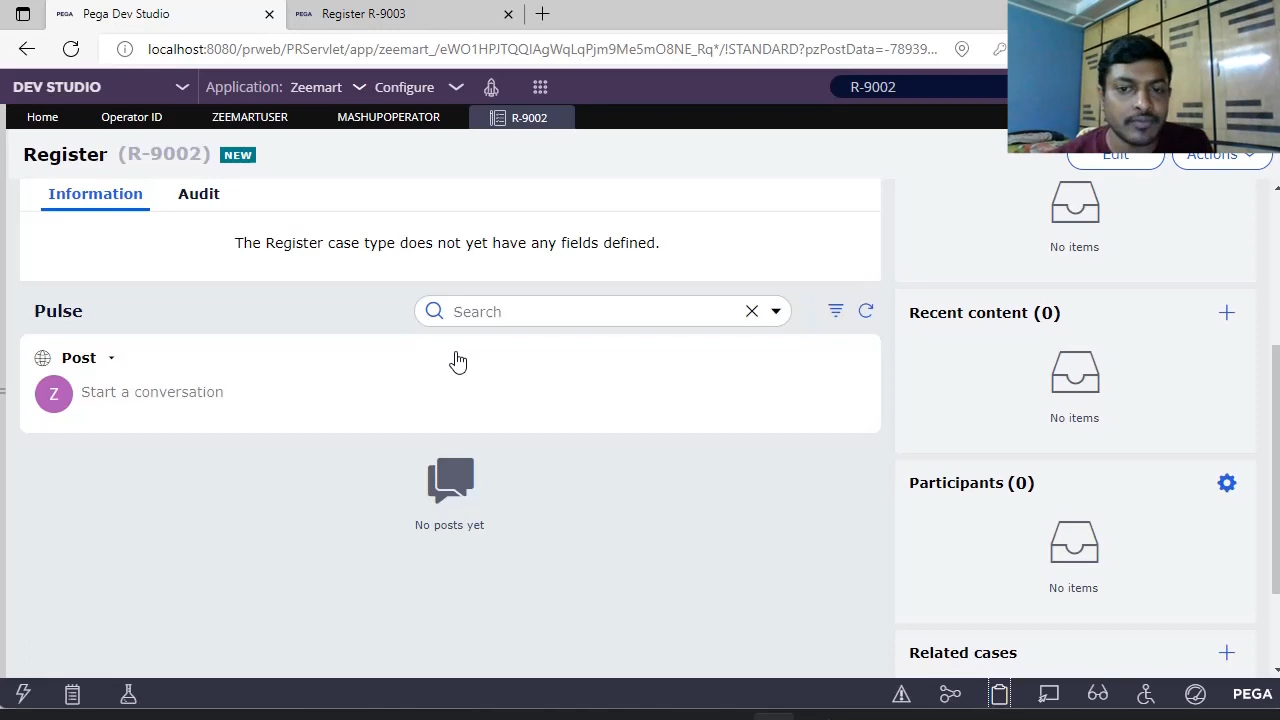 PEGA Pega Dev Studio
PEGA Register R-9003
localhost:8080/prweb/PRServlet/app/zeemart_/eWO1HPJTQQIAgWqLqPjm9Me5mO8NE_Rq*/!STANDARD?pzPostData=-78939...
DEV STUDIO
Application: Zeemart
Configure
R-9002
Home
Operator ID
ZEEMARTUSER
MASHUPOPERATOR
R-9002
Register (R-9002) NEW
Edit
Actions
Information
Audit
The Register case type does not yet have any fields defined.
No items
Pulse
Search
Recent content (0)
Post
Z
Start a conversation
No items
No posts yet
Participants (0)
No items
Related cases
PEGA